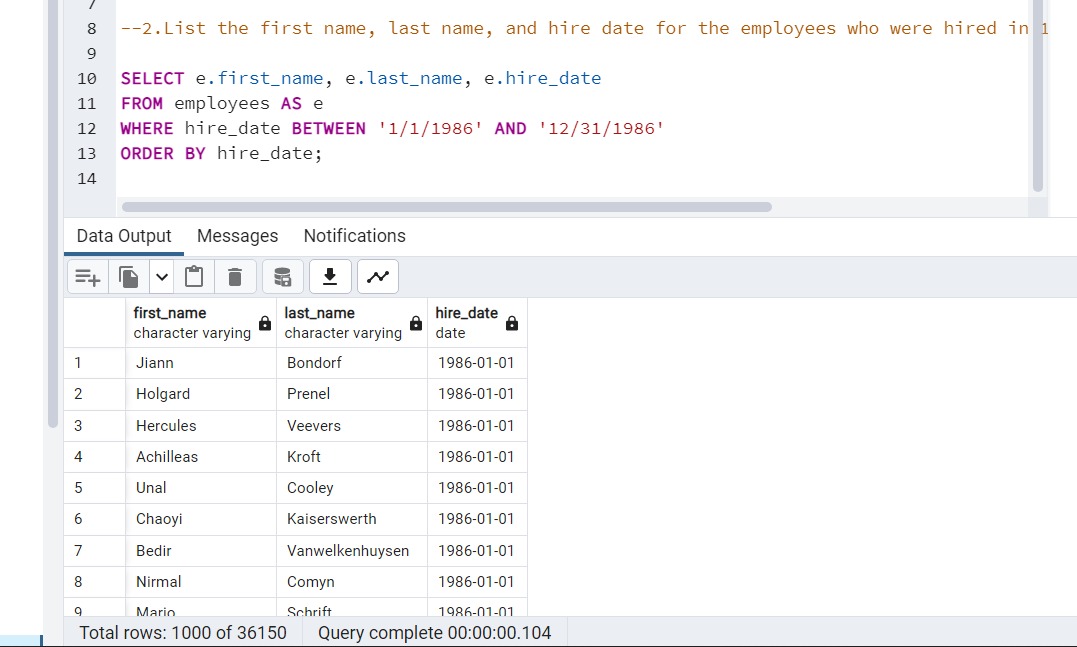 7
8 --2.List the first name, last name, and hire date for the employees who were hired in 1
9
10 SELECT e.first_name, e.last_name, e.hire_date
11 FROM employees AS e
12 WHERE hire_date BETWEEN '1/1/1986' AND '12/31/1986'
13 ORDER BY hire_date;
14
Data Output Messages Notifications
first_name last_name hire_date
character varying character varying date
1 Jiann Bondorf 1986-01-01
2 Holgard Prenel 1986-01-01
3 Hercules Veevers 1986-01-01
4 Achilleas Kroft 1986-01-01
5 Unal Cooley 1986-01-01
6 Chaoyi Kaiserswerth 1986-01-01
7 Bedir Vanwelkenhuysen 1986-01-01
8 Nirmal Comyn 1986-01-01
9 Mario Schrift 1986-01-01
Total rows: 1000 of 36150 Query complete 00:00:00.104